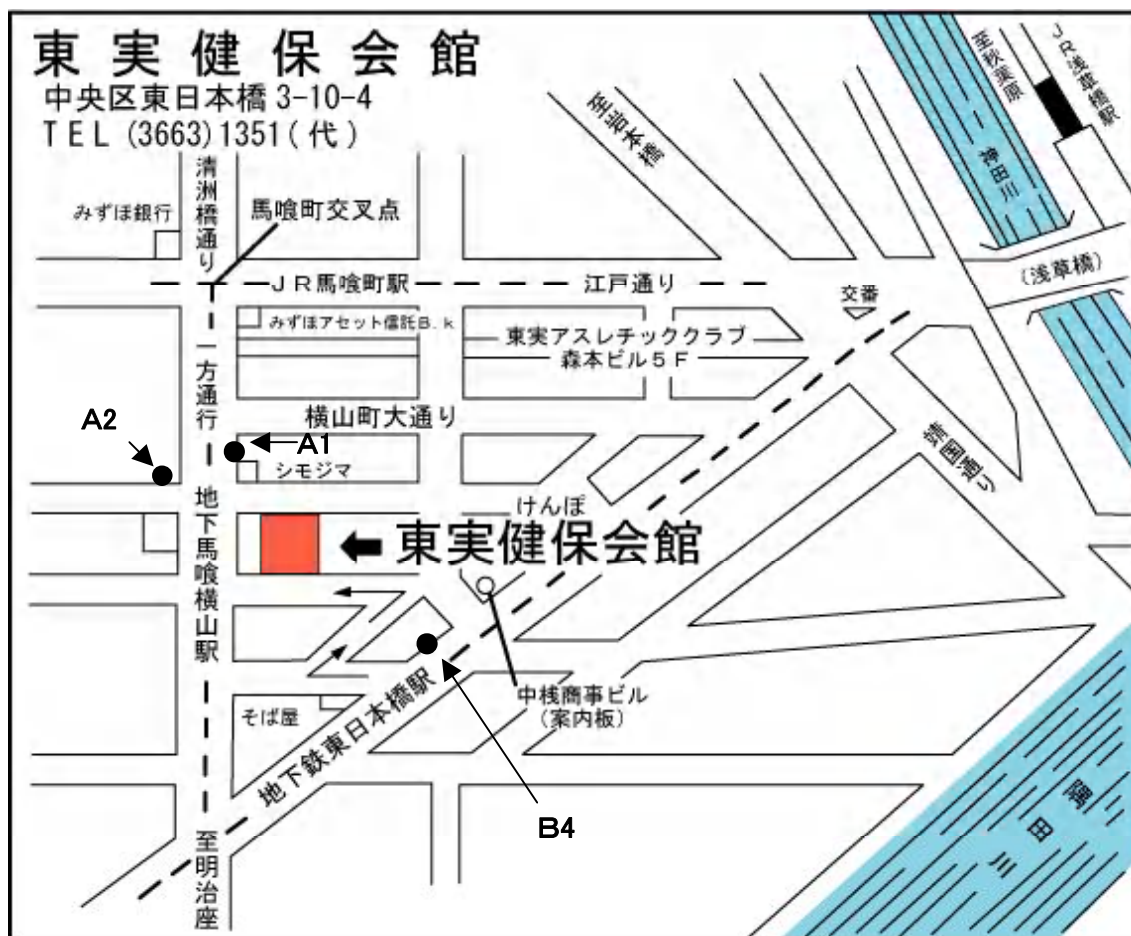 東実健保会館
中央区東日本橋 3-10-4
TEL (3663)1351(代)
至秋葉原
JR浅草橋駅
至岩本橋
神田川
清洲橋通り
みずほ銀行
馬喰町交叉点
(浅草橋)
JR馬喰町駅
江戸通り
交番
みずほアセット信託B.k
東実アスレチッククラブ
森本ビル5F
一方通行
横山町大通り
A2
A1
シモジマ
靖国通り
地下馬喰横山駅
けんぽ
東実健保会館
中桟商事ビル
(案内板)
そば屋
地下鉄東日本橋駅
B4
隅田川
至明治座